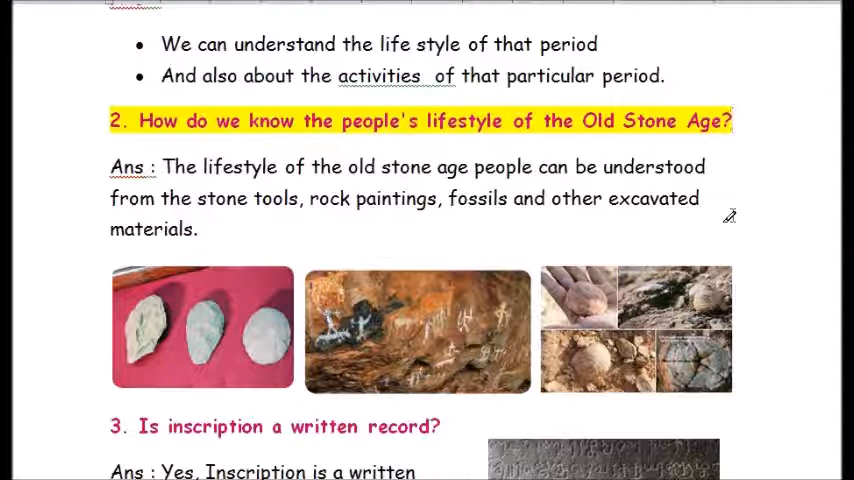 • We can understand the life style of that period
• And also about the activities of that particular period.
2. How do we know the people's lifestyle of the Old Stone Age?
Ans : The lifestyle of the old stone age people can be understood
from the stone tools, rock paintings, fossils and other excavated
materials.
3. Is inscription a written record?
Ans : Yes, Inscription is a written